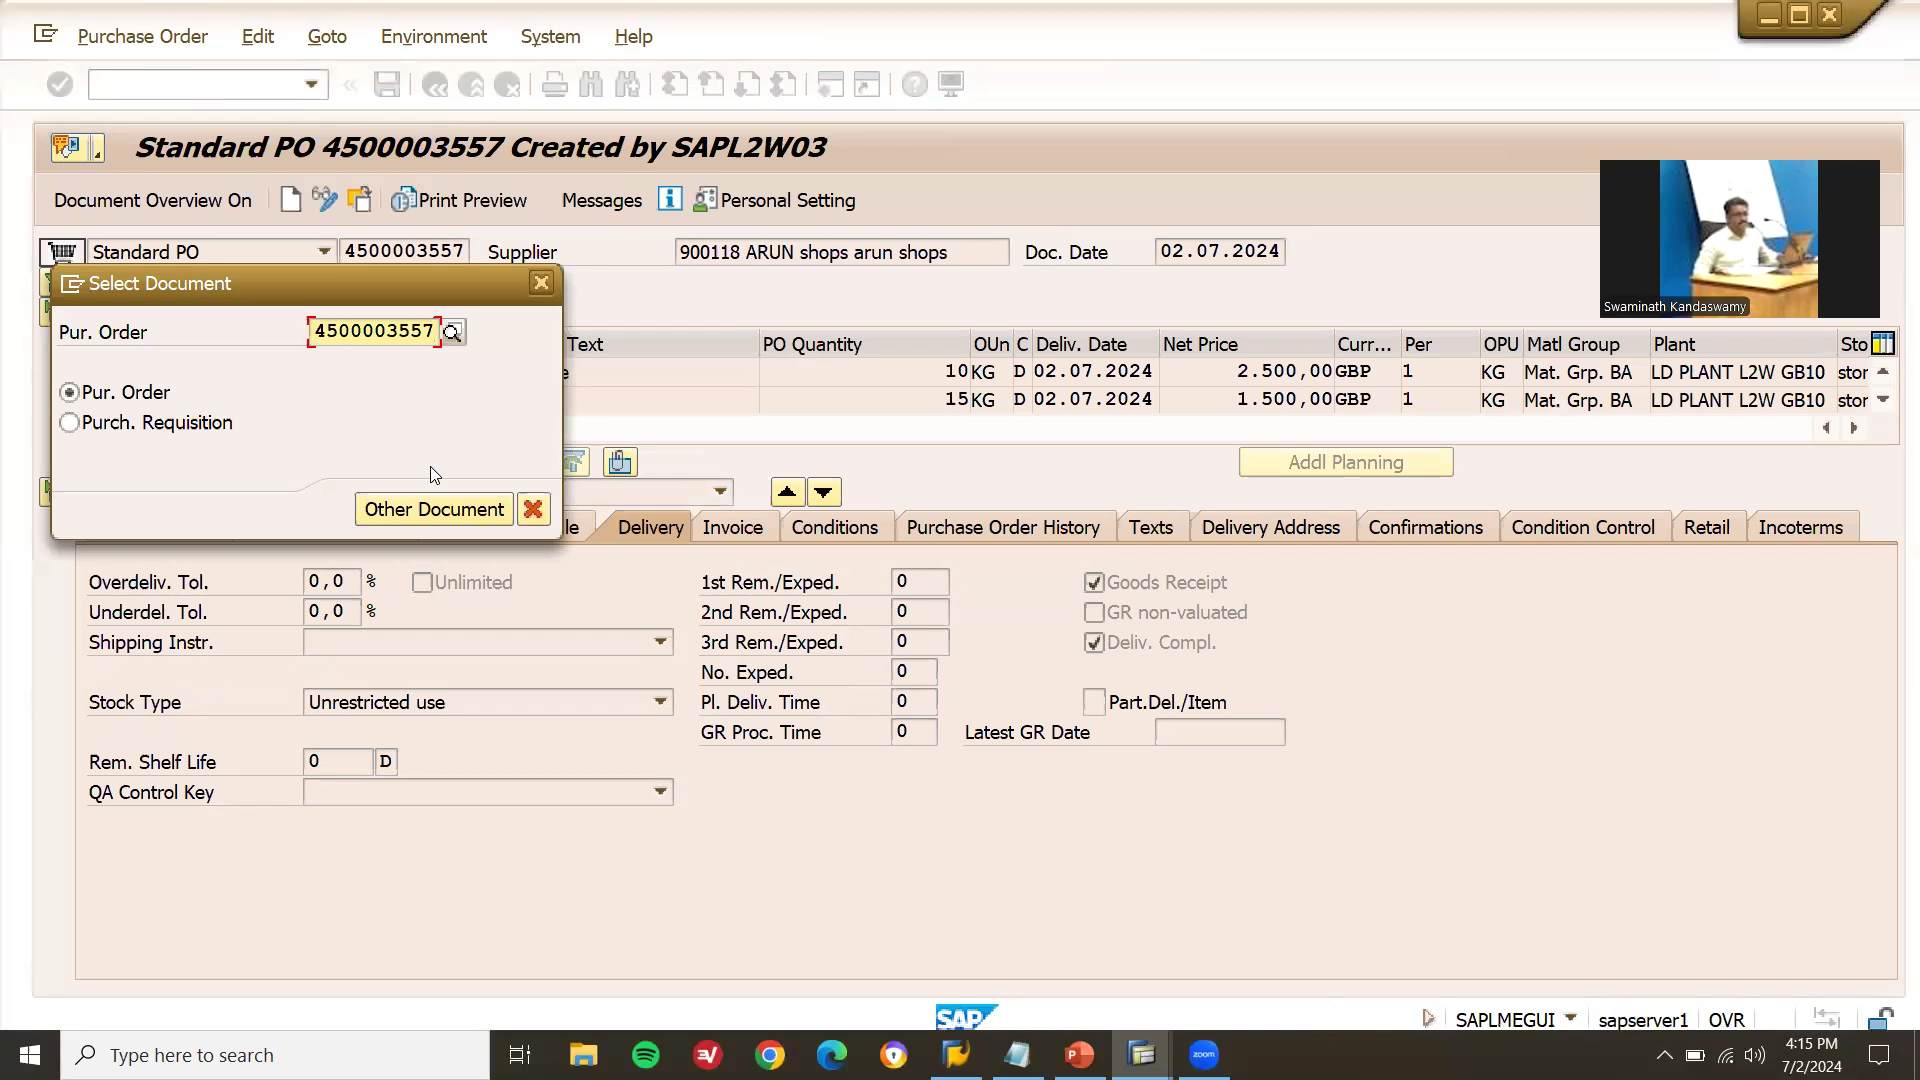 Purchase Order Edit Goto Environment System Help
Standard PO 4500003557 Created by SAPL2W03
Document Overview On Print Preview Messages Personal Setting
Standard PO 4500003557 Supplier 900118 ARUN shops arun shops Doc. Date 02.07.2024
Swaminath Kandaswamy
Select Document
Pur. Order 4500003557
Pur. Order
Purch. Requisition
Other Document
Text PO Quantity OUn C Deliv. Date Net Price Curr... Per OPU Matl Group Plant Sto
e 10 KG D 02.07.2024 2.500,00 GBP 1 KG Mat. Grp. BA LD PLANT L2W GB10 stor
15 KG D 02.07.2024 1.500,00 GBP 1 KG Mat. Grp. BA LD PLANT L2W GB10 stor
Addl Planning
le Delivery Invoice Conditions Purchase Order History Texts Delivery Address Confirmations Condition Control Retail Incoterms
Overdeliv. Tol. 0,0 % Unlimited 1st Rem./Exped. 0 Goods Receipt
Underdel. Tol. 0,0 % 2nd Rem./Exped. 0 GR non-valuated
Shipping Instr. 3rd Rem./Exped. 0 Deliv. Compl.
No. Exped. 0
Stock Type Unrestricted use Pl. Deliv. Time 0 Part.Del./Item
GR Proc. Time 0 Latest GR Date
Rem. Shelf Life 0 D
QA Control Key
SAP SAPLMEGUI sapserver1 OVR
Type here to search zoom 4:15 PM
7/2/2024